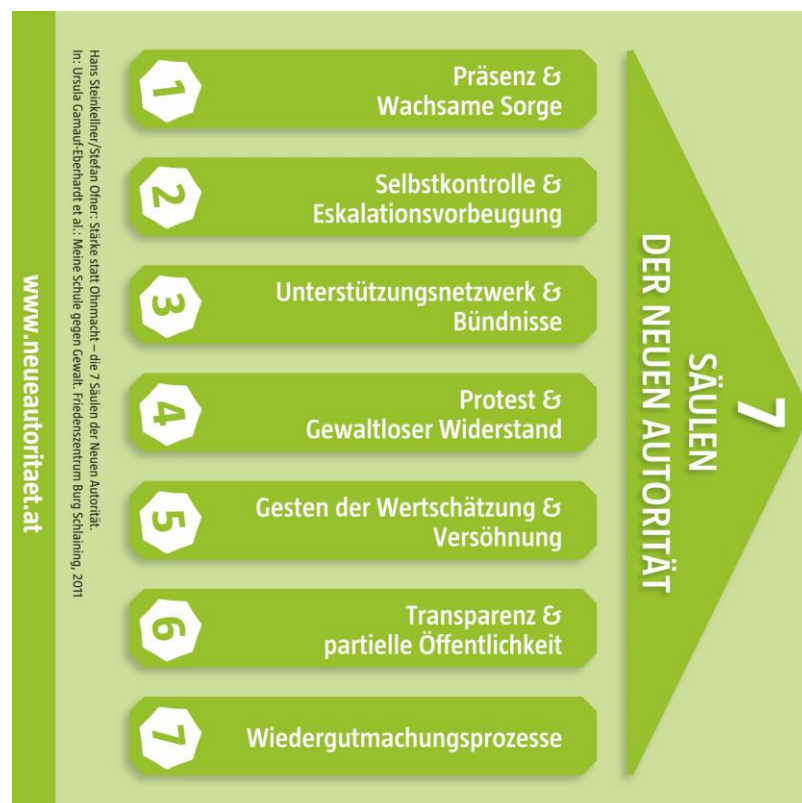 7
SÄULEN
DER NEUEN AUTORITÄT
1
Präsenz &
Wachsame Sorge
2
Selbstkontrolle &
Eskalationsvorbeugung
3
Unterstützungsnetzwerk &
Bündnisse
4
Protest &
Gewaltloser Widerstand
5
Gesten der Wertschätzung &
Versöhnung
6
Transparenz &
partielle Öffentlichkeit
7
Wiedergutmachungsprozesse
Hans Steinkellner/Stefan Ofner: Stärke statt Ohnmacht – die 7 Säulen der Neuen Autorität.
In: Ursula Gamauf-Eberhardt et al.: Meine Schule gegen Gewalt. Friedenszentrum Burg Schlaining, 2011
www.neueautoritaet.at